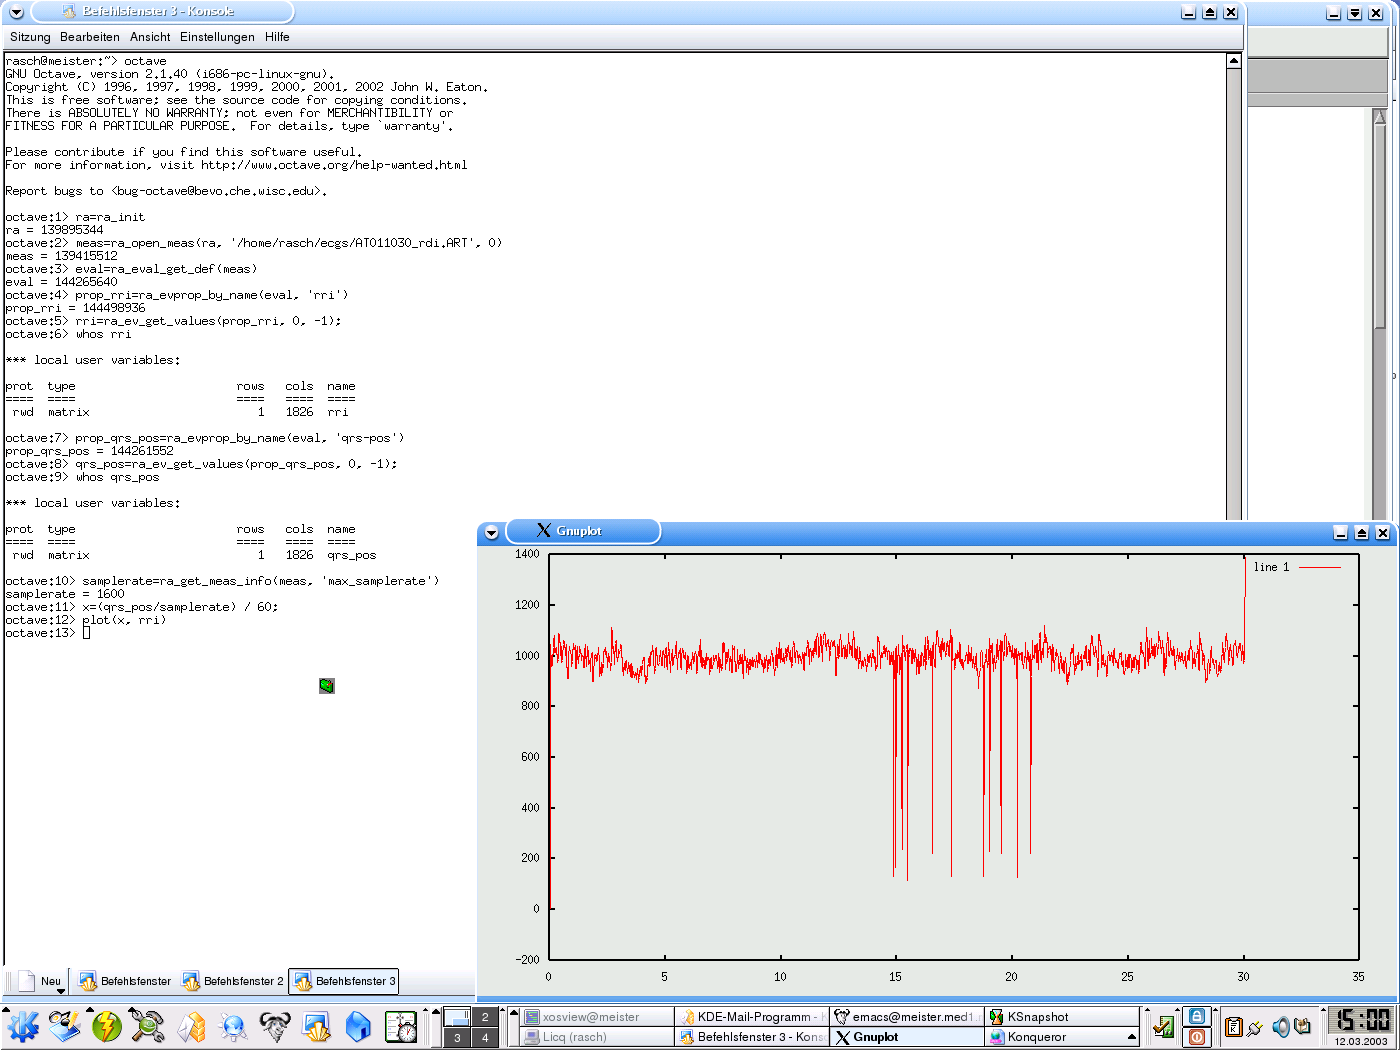 Befehlsfenster 3 - Konsole
Sitzung Bearbeiten Ansicht Einstellungen Hilfe
rasch@meister:~> octave
GNU Octave, version 2.1.40 (i686-pc-linux-gnu).
Copyright (C) 1996, 1997, 1998, 1999, 2000, 2001, 2002 John W. Eaton.
This is free software; see the source code for copying conditions.
There is ABSOLUTELY NO WARRANTY; not even for MERCHANTIBILITY or
FITNESS FOR A PARTICULAR PURPOSE.  For details, type `warranty'.
Please contribute if you find this software useful.
For more information, visit http://www.octave.org/help-wanted.html
Report bugs to <bug-octave@bevo.che.wisc.edu>.
octave:1> ra=ra_init
ra = 139895344
octave:2> meas=ra_open_meas(ra, '/home/rasch/ecgs/AT011030_rdi.ART', 0)
meas = 139415512
octave:3> eval=ra_eval_get_def(meas)
eval = 144265640
octave:4> prop_rri=ra_evprop_by_name(eval, 'rri')
prop_rri = 144498936
octave:5> rri=ra_ev_get_values(prop_rri, 0, -1);
octave:6> whos rri
*** local user variables:
prot  type                       rows   cols  name
====  ====                       ====   ====  ====
rwd  matrix                        1   1826  rri
octave:7> prop_qrs_pos=ra_evprop_by_name(eval, 'qrs-pos')
prop_qrs_pos = 144261552
octave:8> qrs_pos=ra_ev_get_values(prop_qrs_pos, 0, -1);
octave:9> whos qrs_pos
*** local user variables:
prot  type                       rows   cols  name
====  ====                       ====   ====  ====
rwd  matrix                        1   1826  qrs_pos
octave:10> samplerate=ra_get_meas_info(meas, 'max_samplerate')
samplerate = 1600
octave:11> x=(qrs_pos/samplerate) / 60;
octave:12> plot(x, rri)
octave:13>
Gnuplot
line 1
1400
1200
1000
800
600
400
200
0
-200
0 5 10 15 20 25 30 35
Neu Befehlsfenster Befehlsfenster 2 Befehlsfenster 3
2
3 4
xosview@meister KDE-Mail-Programm - emacs@meister.med1. KSnapshot
Licq (rasch) Befehlsfenster 3 - Kons Gnuplot Konqueror
15:00
12.03.2003